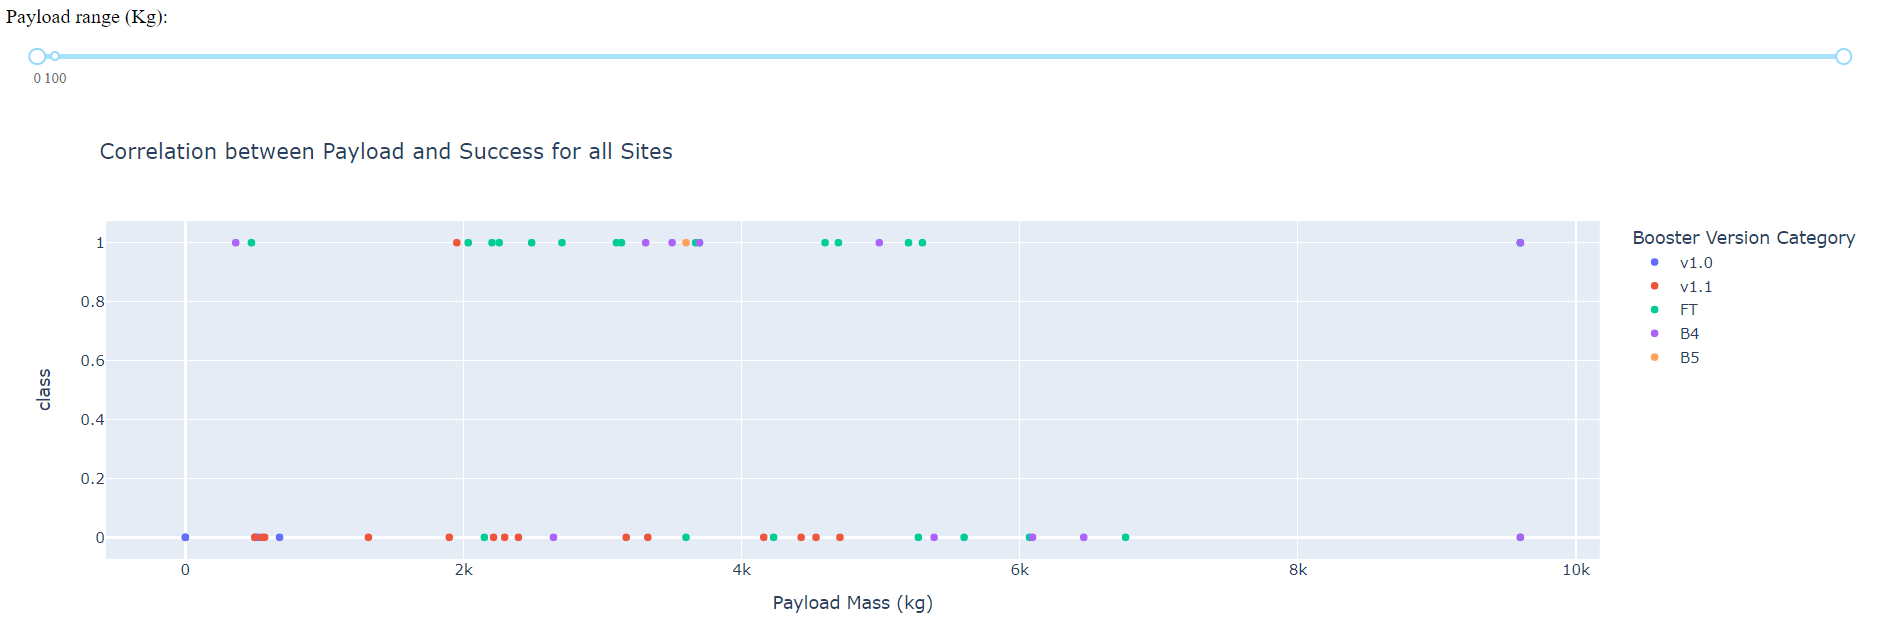 Payload range (Kg):
0 100
Correlation between Payload and Success for all Sites
Booster Version Category
v1.0
v1.1
FT
B4
B5
class
1
0.8
0.6
0.4
0.2
0
0 2k 4k 6k 8k 10k
Payload Mass (kg)